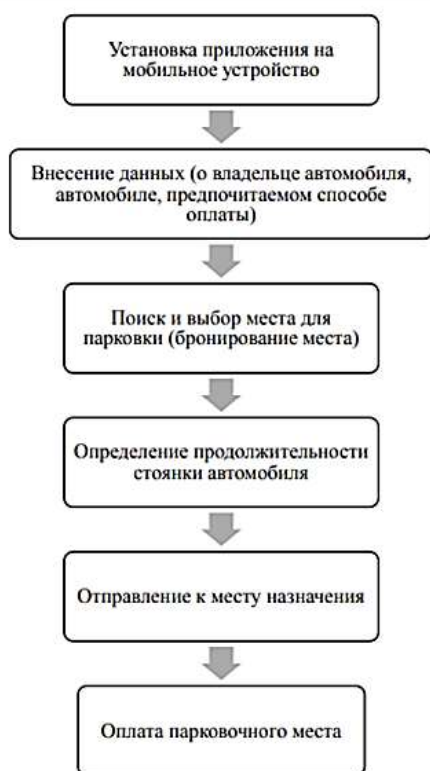 Установка приложения на
мобильное устройство
Внесение данных (о владельце автомобиля,
автомобиле, предпочитаемом способе
оплаты)
Поиск и выбор места для
парковки (бронирование места)
Определение продолжительности
стоянки автомобиля
Отправление к месту назначения
Оплата парковочного места